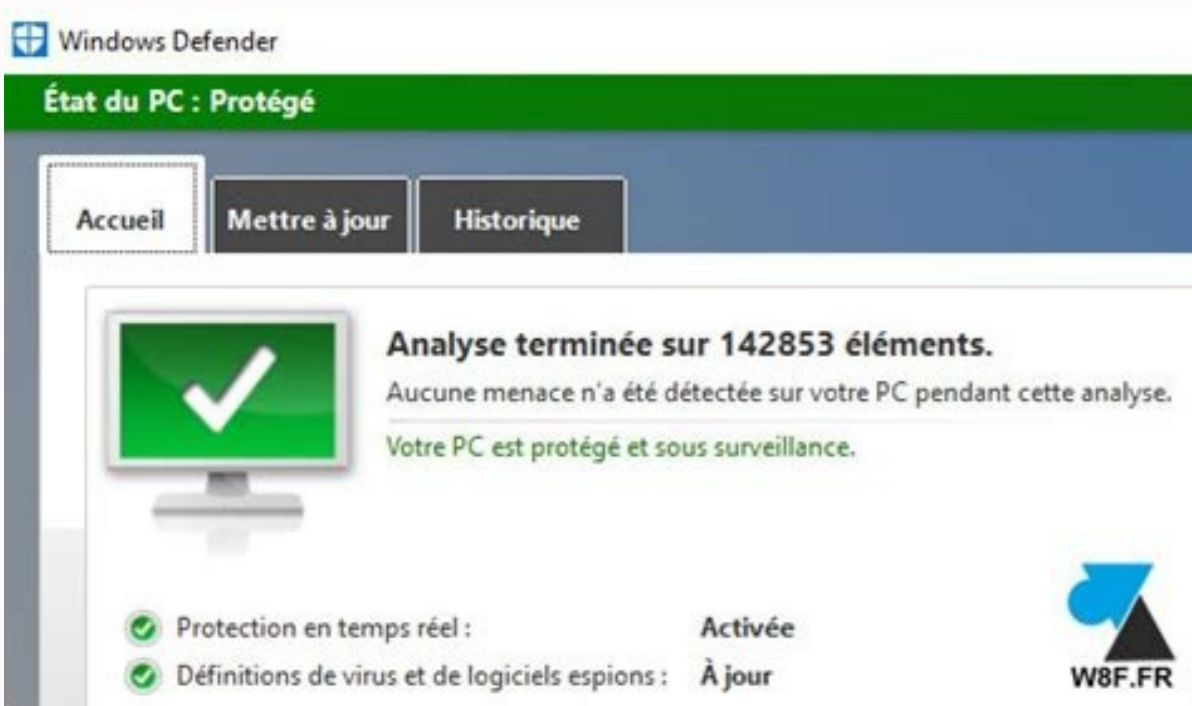 Windows Defender
État du PC : Protégé
Accueil
Mettre à jour
Historique
Analyse terminée sur 142853 éléments.
Aucune menace n'a été détectée sur votre PC pendant cette analyse.
Votre PC est protégé et sous surveillance.
Protection en temps réel : Activée
Définitions de virus et de logiciels espions : À jour
W8F.FR